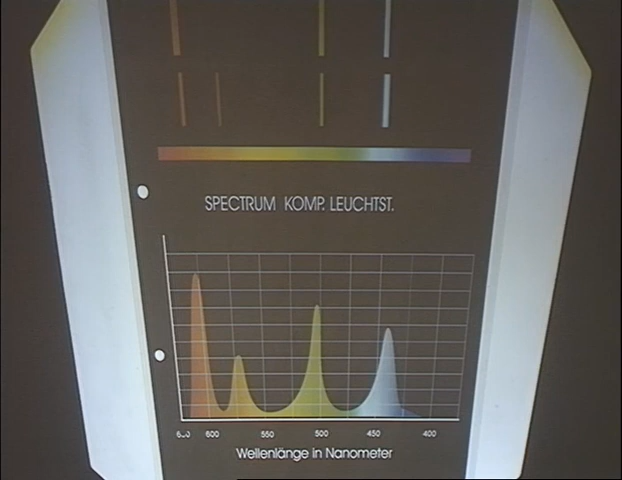 SPECTRUM KOMP. LEUCHTST.
600 550 500 450 400
Wellenlänge in Nanometer